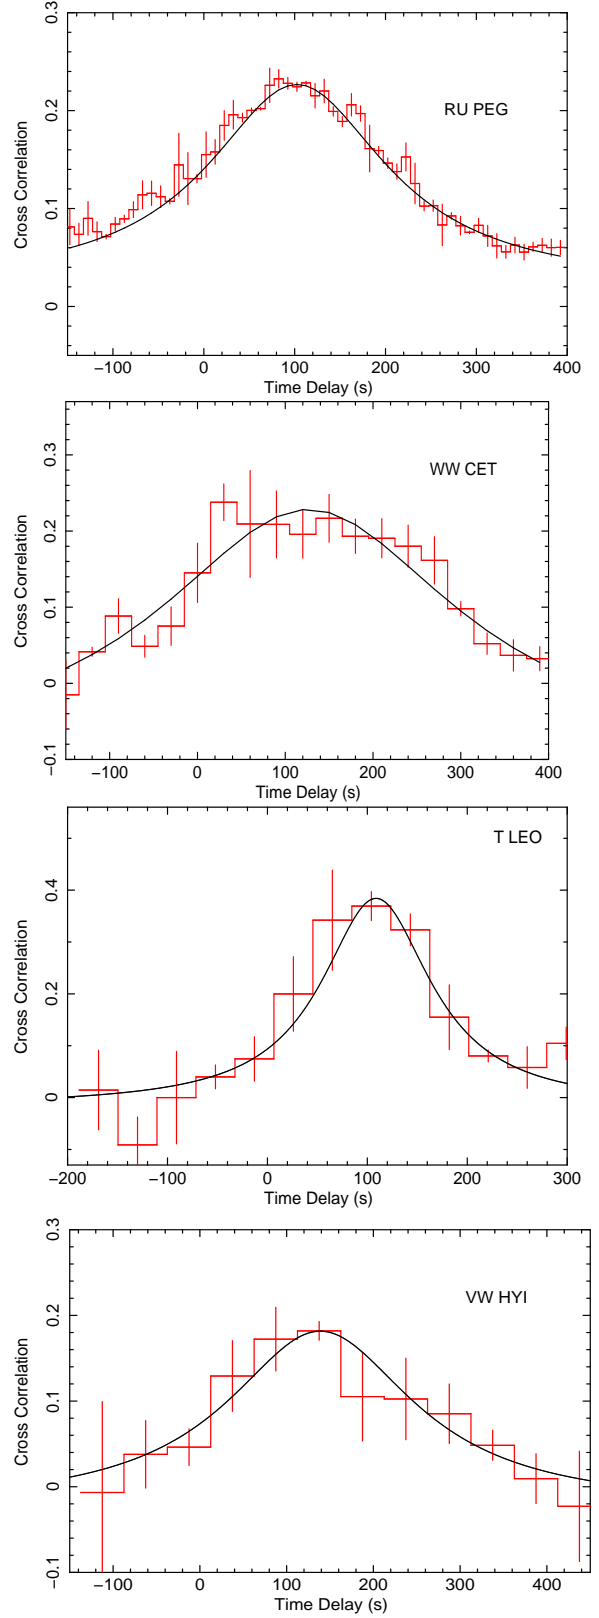 0.3
0.2
0.1
0
Cross Correlation
RU PEG
−100 0 100 200 300 400
Time Delay (s)
0.3
0.2
0.1
0
−0.1
Cross Correlation
WW CET
−100 0 100 200 300 400
Time Delay (s)
0.4
0.2
0
Cross Correlation
T LEO
−200 −100 0 100 200 300
Time Delay (s)
0.3
0.2
0.1
0
−0.1
Cross Correlation
VW HYI
−100 0 100 200 300 400
Time Delay (s)